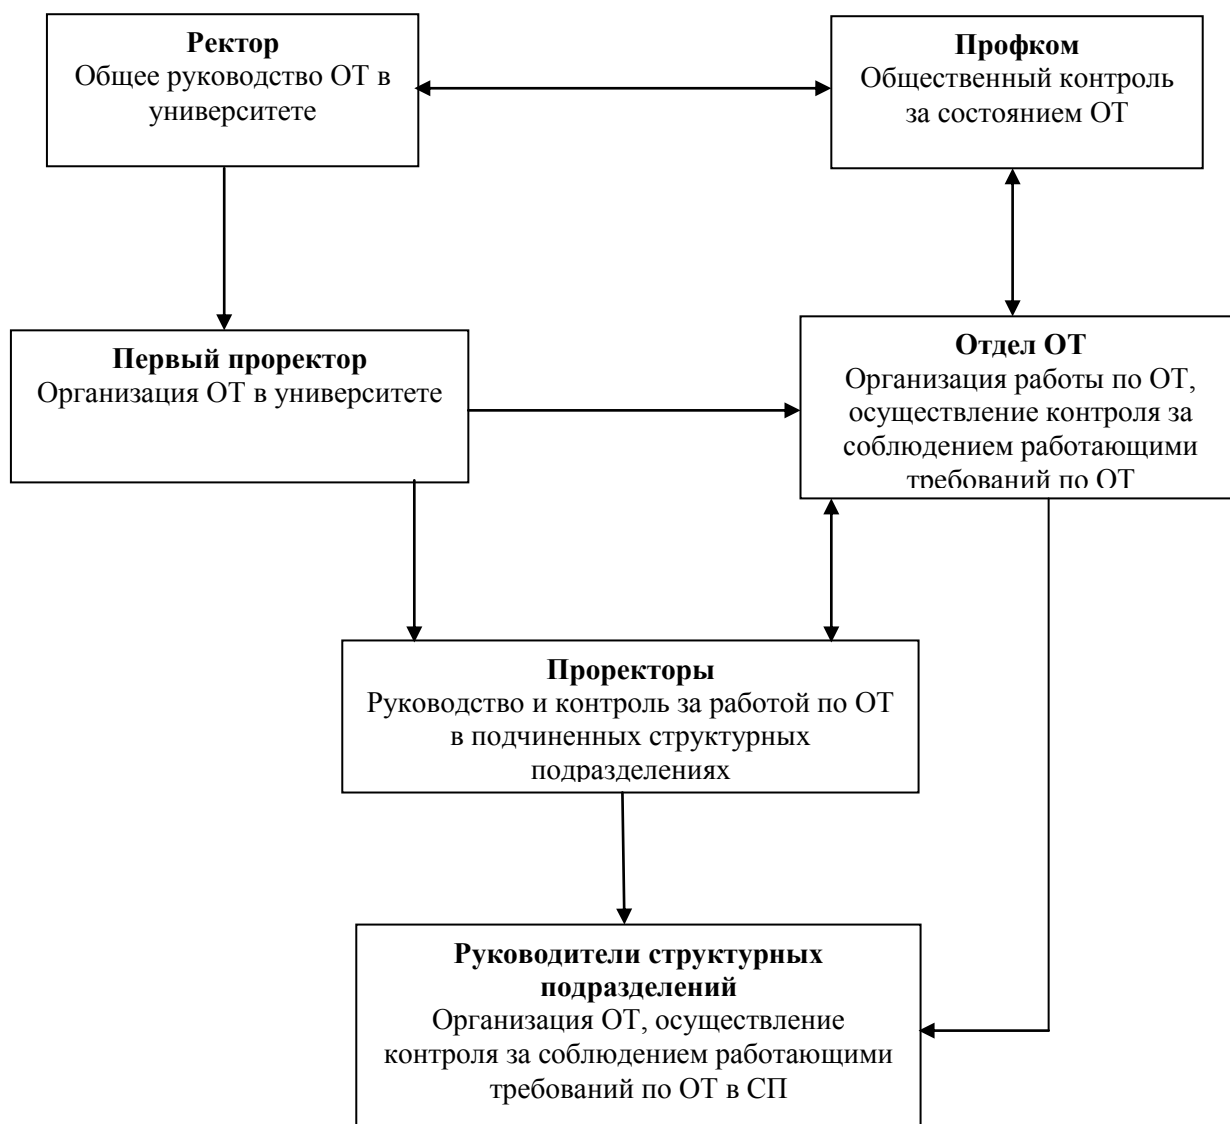 Ректор
Общее руководство ОТ в
университете
Профком
Общественный контроль
за состоянием ОТ
Первый проректор
Организация ОТ в университете
Отдел ОТ
Организация работы по ОТ,
осуществление контроля за
соблюдением работающими
требований по ОТ
Проректоры
Руководство и контроль за работой по ОТ
в подчиненных структурных
подразделениях
Руководители структурных
подразделений
Организация ОТ, осуществление
контроля за соблюдением работающими
требований по ОТ в СП